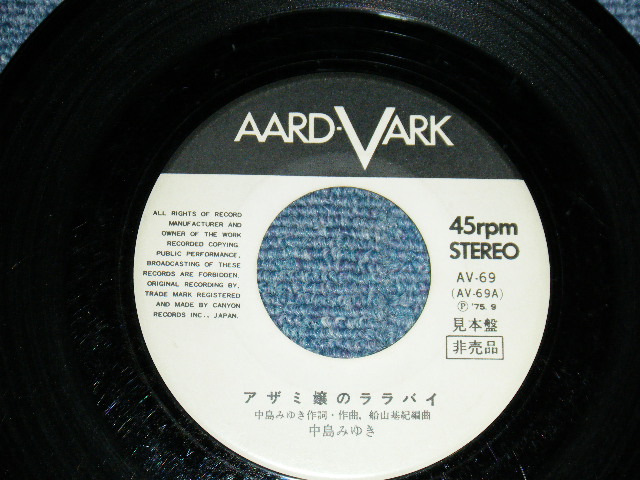 AARD-VARK
ALL RIGHTS OF RECORD
MANUFACTURER AND
OWNER OF THE WORK
RECORDED COPYING,
PUBLIC PERFORMANCE,
BROADCASTING OF THESE
RECORDS ARE FORBIDDEN.
ORIGINAL RECORDING BY,
TRADE MARK REGISTERED
AND MADE BY CANYON
RECORDS INC., JAPAN.
45rpm
STEREO
AV-69
(AV-69A)
Ⓟ '75. 9
見本盤
非売品
アザミ嬢のララバイ
中島みゆき作詞・作曲、船山基紀編曲
中島みゆき